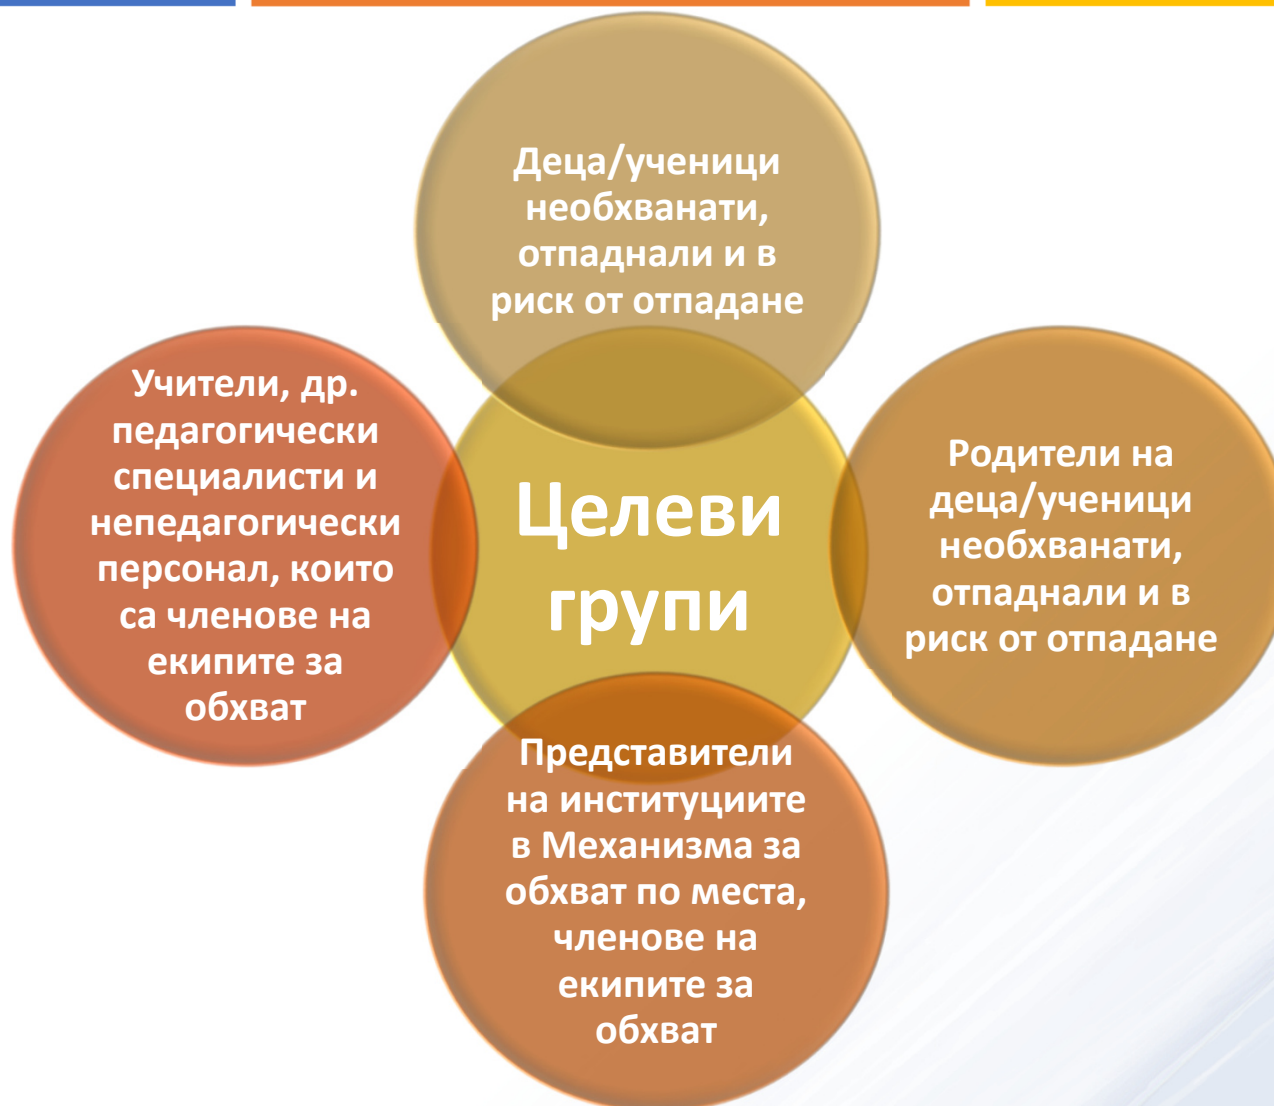 Деца/ученици
необхванати,
отпаднали и в
риск от отпадане
Учители, др.
педагогически
специалисти и
непедагогически
персонал, които
са членове на
екипите за
обхват
Целеви
групи
Родители на
деца/ученици
необхванати,
отпаднали и в
риск от отпадане
Представители
на институциите
в Механизма за
обхват по места,
членове на
екипите за
обхват